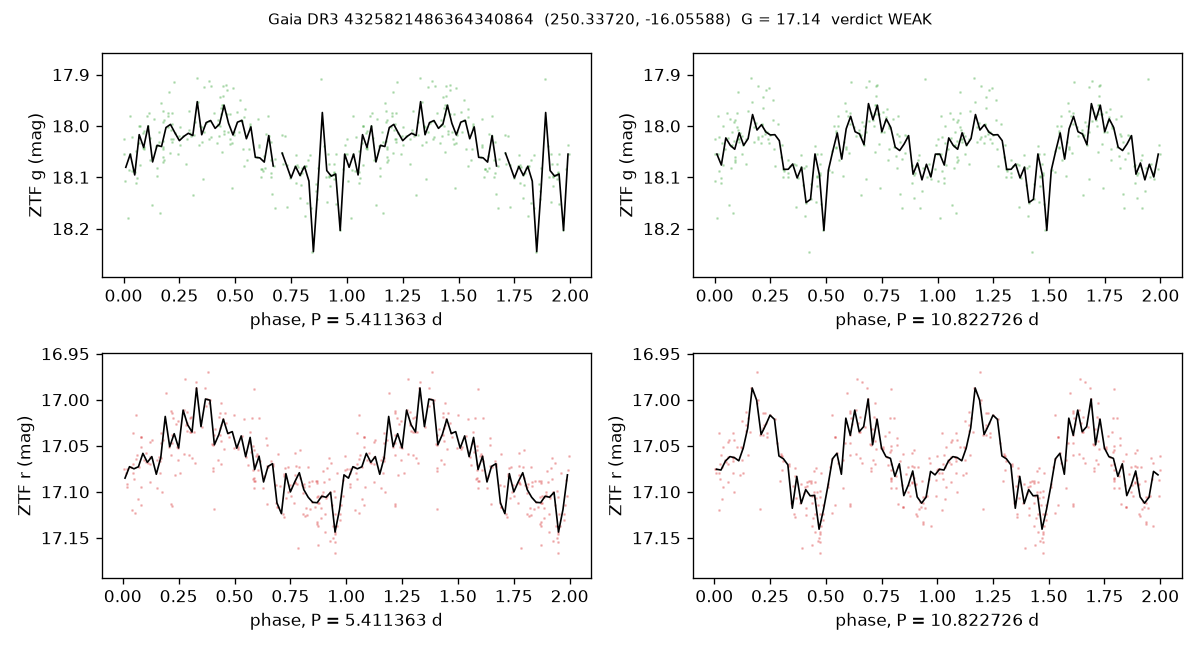 Gaia DR3 4325821486364340864 (250.33720, -16.05588) G = 17.14 verdict WEAK
ZTF g (mag)
17.9
18.0
18.1
18.2
0.00 0.25 0.50 0.75 1.00 1.25 1.50 1.75 2.00
phase, P = 5.411363 d
ZTF g (mag)
17.9
18.0
18.1
18.2
0.00 0.25 0.50 0.75 1.00 1.25 1.50 1.75 2.00
phase, P = 10.822726 d
ZTF r (mag)
16.95
17.00
17.05
17.10
17.15
0.00 0.25 0.50 0.75 1.00 1.25 1.50 1.75 2.00
phase, P = 5.411363 d
ZTF r (mag)
16.95
17.00
17.05
17.10
17.15
0.00 0.25 0.50 0.75 1.00 1.25 1.50 1.75 2.00
phase, P = 10.822726 d